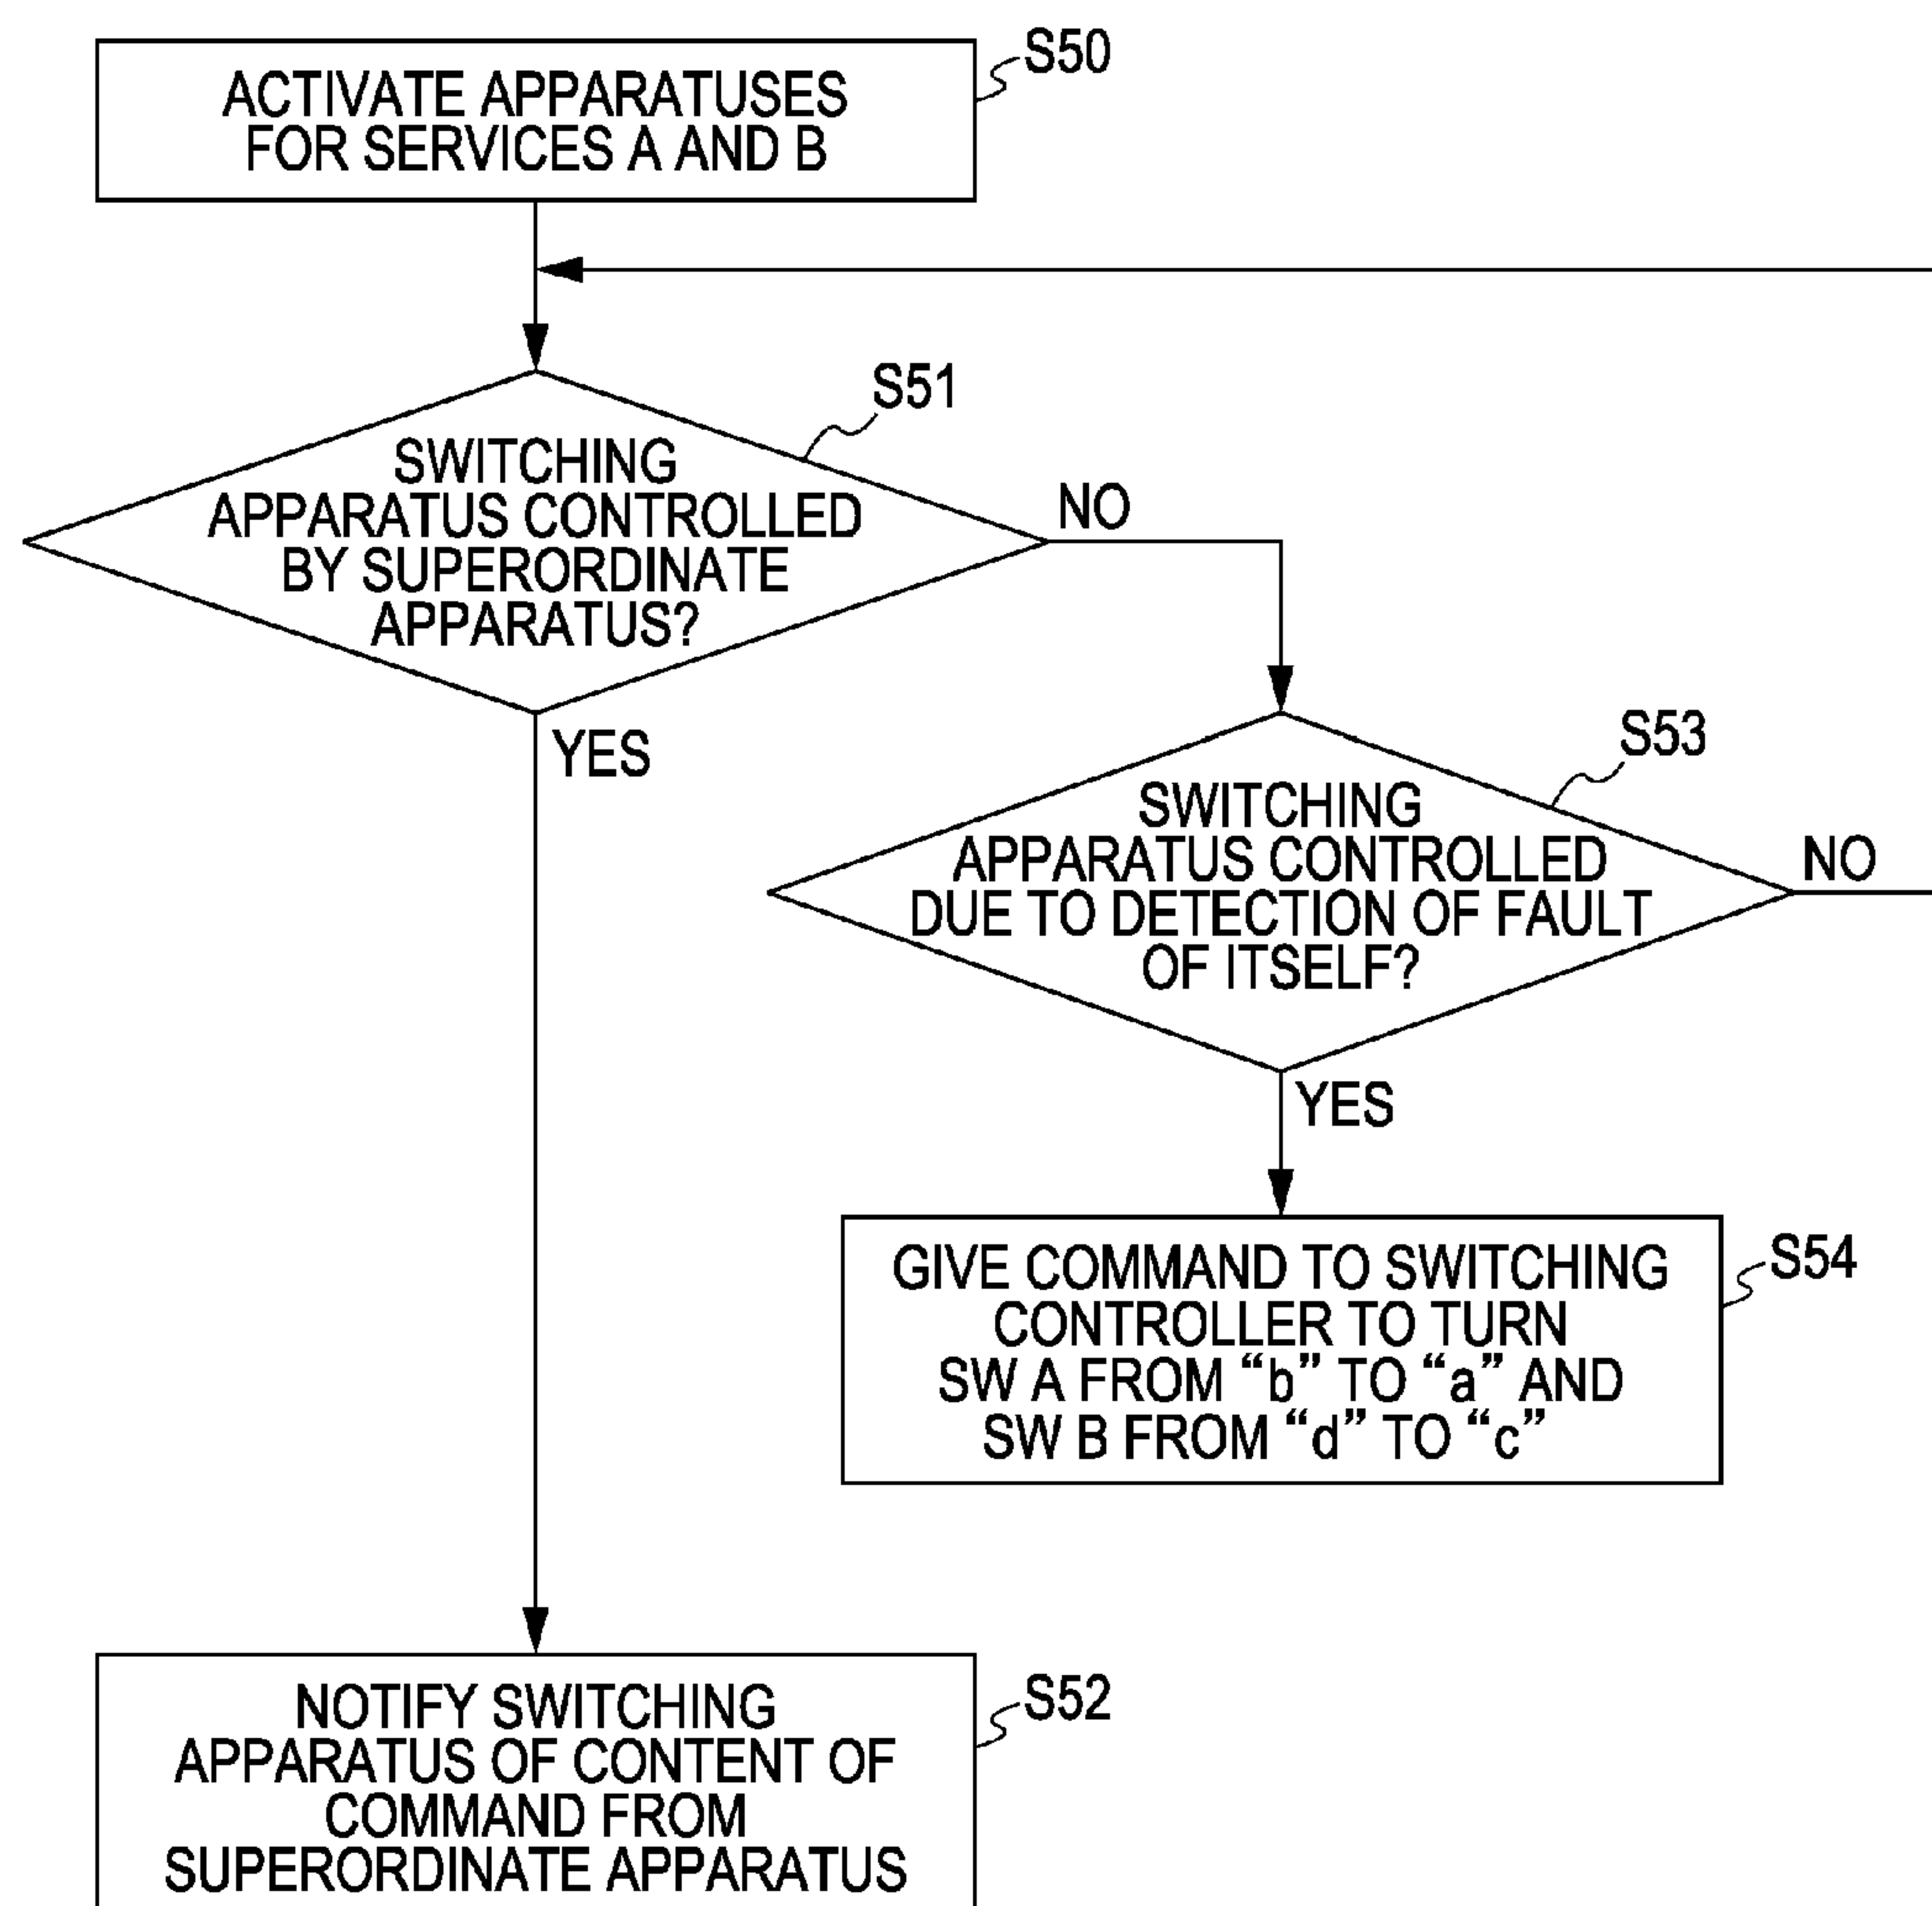 S50
ACTIVATE APPARATUSES
FOR SERVICES A AND B
S51
SWITCHING
APPARATUS CONTROLLED
BY SUPERORDINATE
APPARATUS?
NO
YES
S53
SWITCHING
APPARATUS CONTROLLED
DUE TO DETECTION OF FAULT
OF ITSELF?
NO
YES
S54
GIVE COMMAND TO SWITCHING
CONTROLLER TO TURN
SW A FROM “b” TO “a” AND
SW B FROM “d” TO “c”
S52
NOTIFY SWITCHING
APPARATUS OF CONTENT OF
COMMAND FROM
SUPERORDINATE APPARATUS